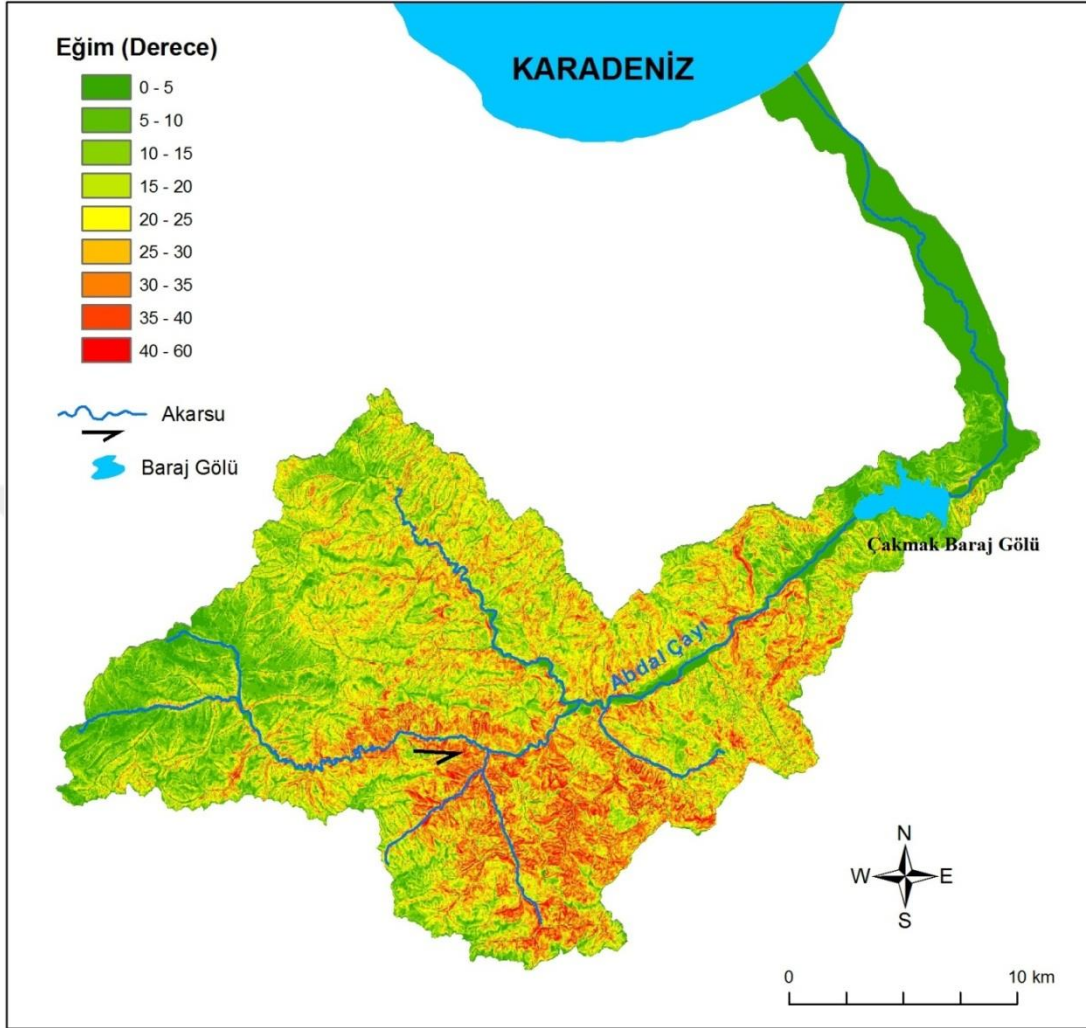 Eğim (Derece)
0 - 5
5 - 10
10 - 15
15 - 20
20 - 25
25 - 30
30 - 35
35 - 40
40 - 60
Akarsu
Baraj Gölü
KARADENİZ
Çakmak Baraj Gölü
Abdal Çayı
N
W E
S
0 10 km